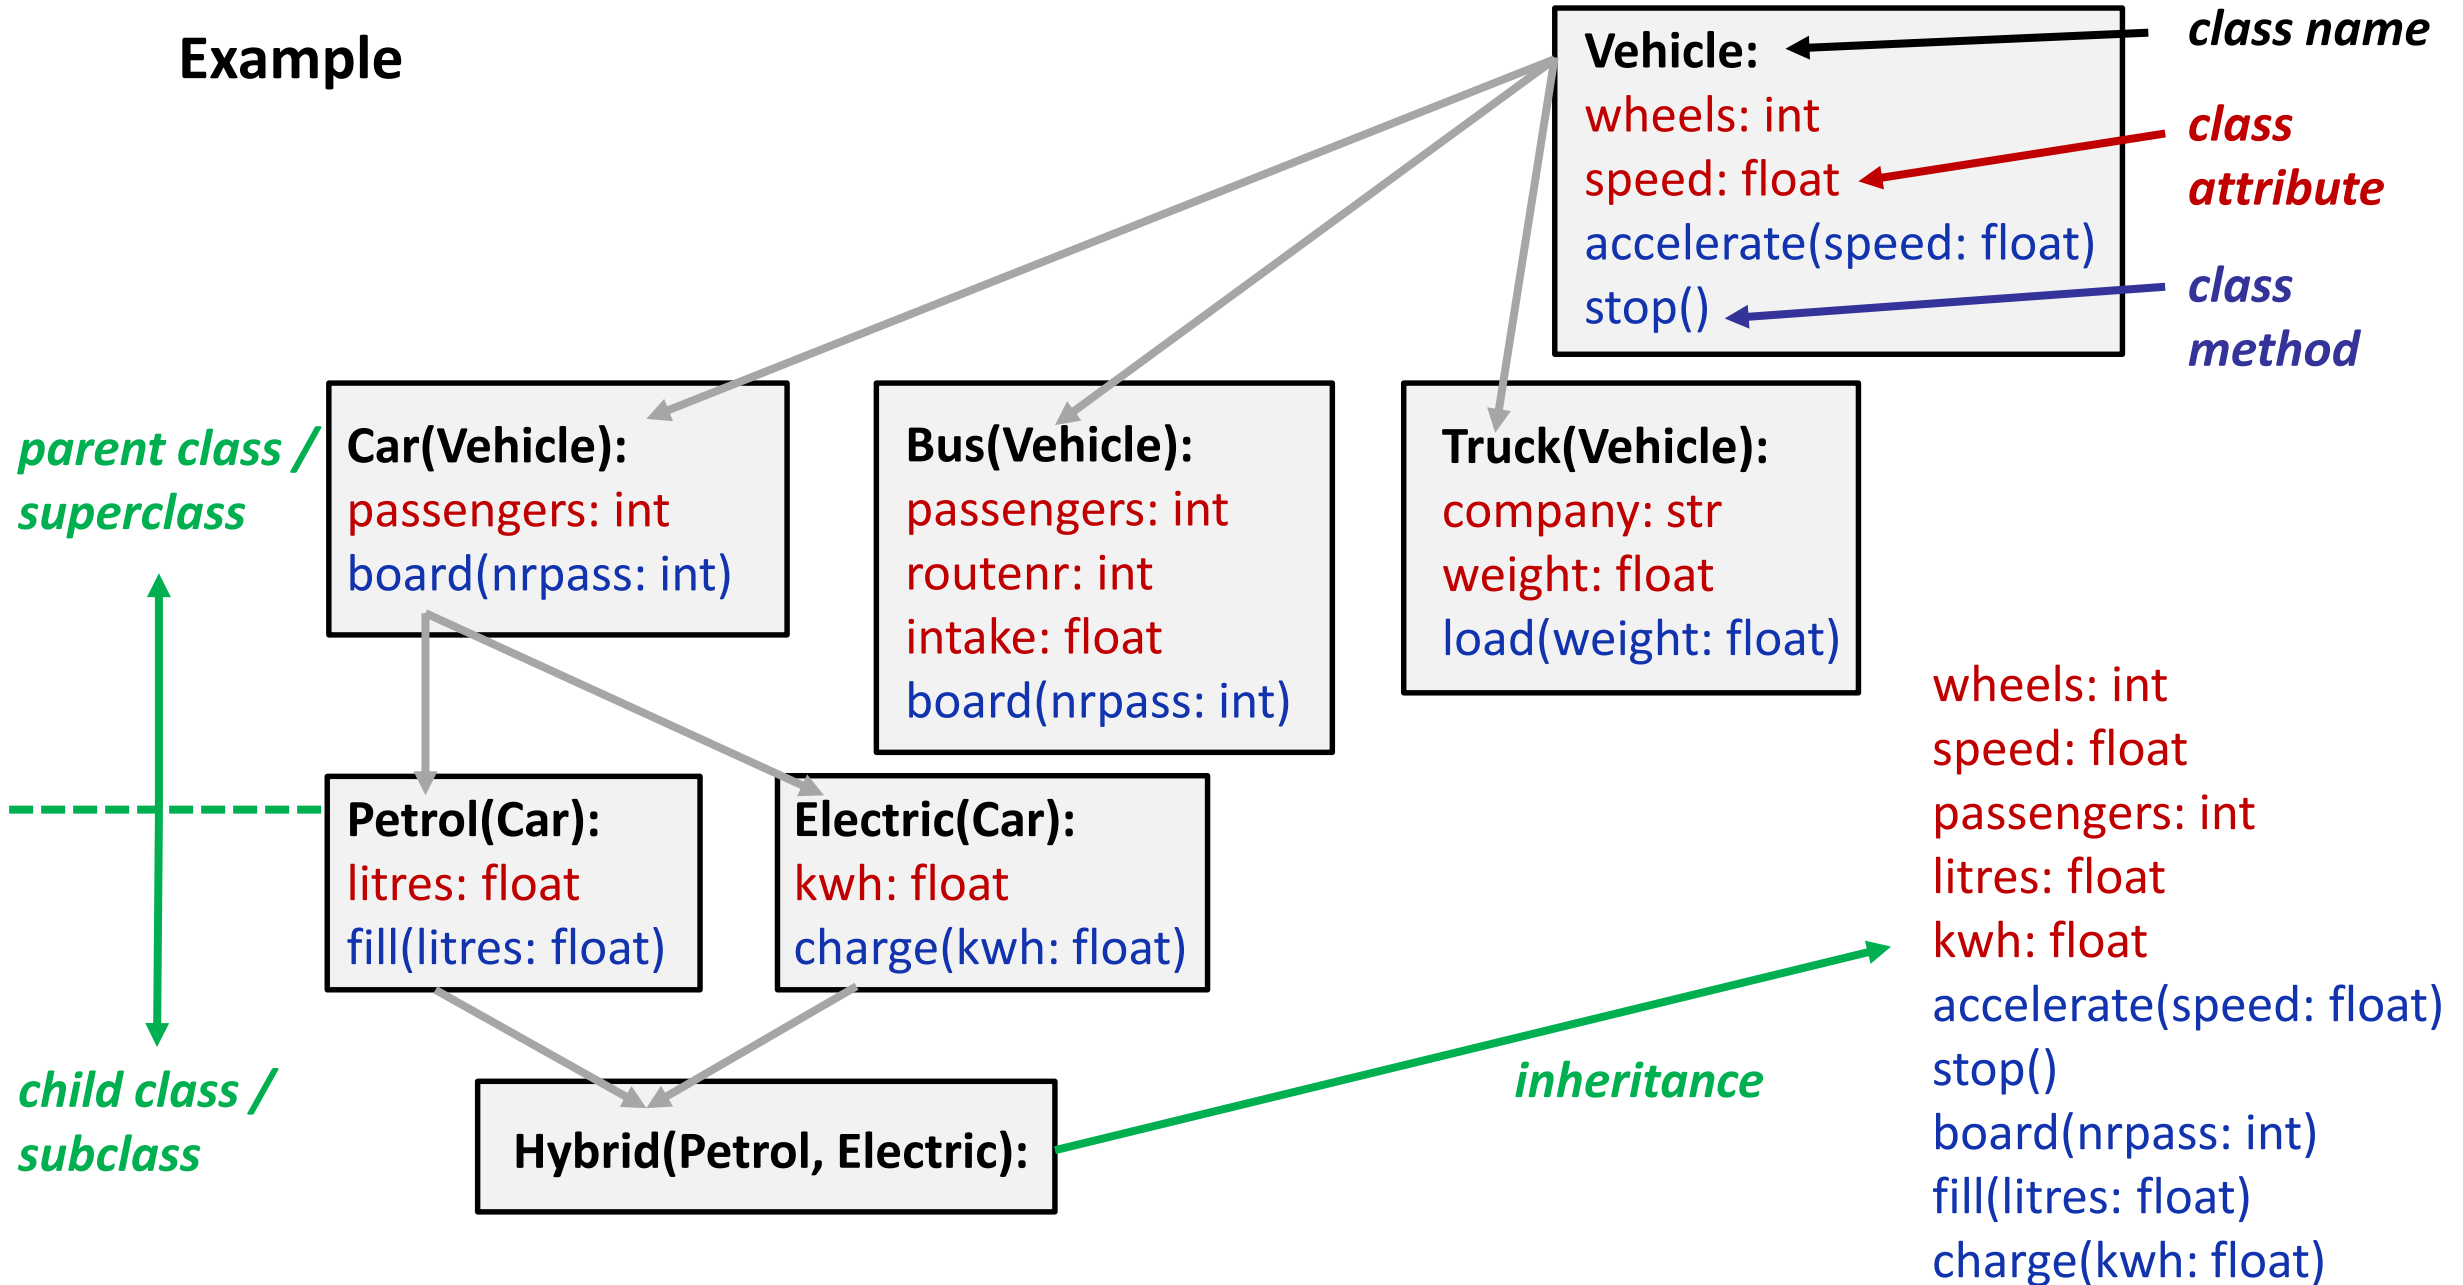 Example
Vehicle:
wheels: int
speed: float
accelerate(speed: float)
stop()
class name
class
attribute
class
method
parent class /
superclass
Car(Vehicle):
passengers: int
board(nrpass: int)
Bus(Vehicle):
passengers: int
routenr: int
intake: float
board(nrpass: int)
Truck(Vehicle):
company: str
weight: float
load(weight: float)
Petrol(Car):
litres: float
fill(litres: float)
Electric(Car):
kwh: float
charge(kwh: float)
child class /
subclass
Hybrid(Petrol, Electric):
inheritance
wheels: int
speed: float
passengers: int
litres: float
kwh: float
accelerate(speed: float)
stop()
board(nrpass: int)
fill(litres: float)
charge(kwh: float)